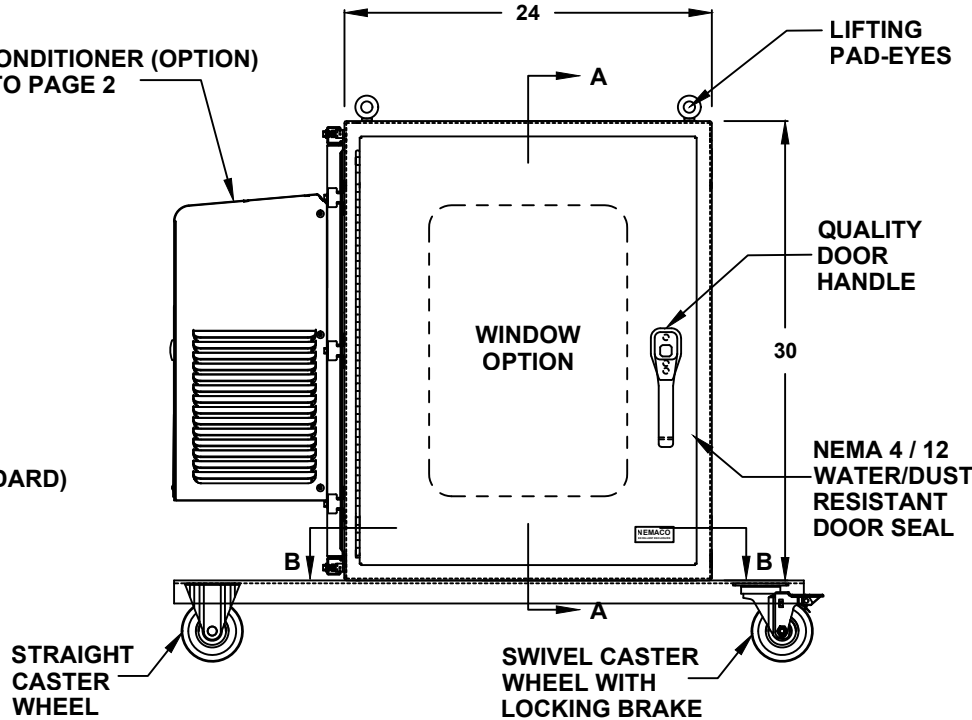 24
LIFTING
PAD-EYES
ONDITIONER (OPTION)
TO PAGE 2
A
QUALITY
DOOR
HANDLE
WINDOW
OPTION
30
NEMA 4 / 12
WATER/DUST
RESISTANT
DOOR SEAL
DARD)
NEMACO
B
B
A
STRAIGHT
CASTER
WHEEL
SWIVEL CASTER
WHEEL WITH
LOCKING BRAKE